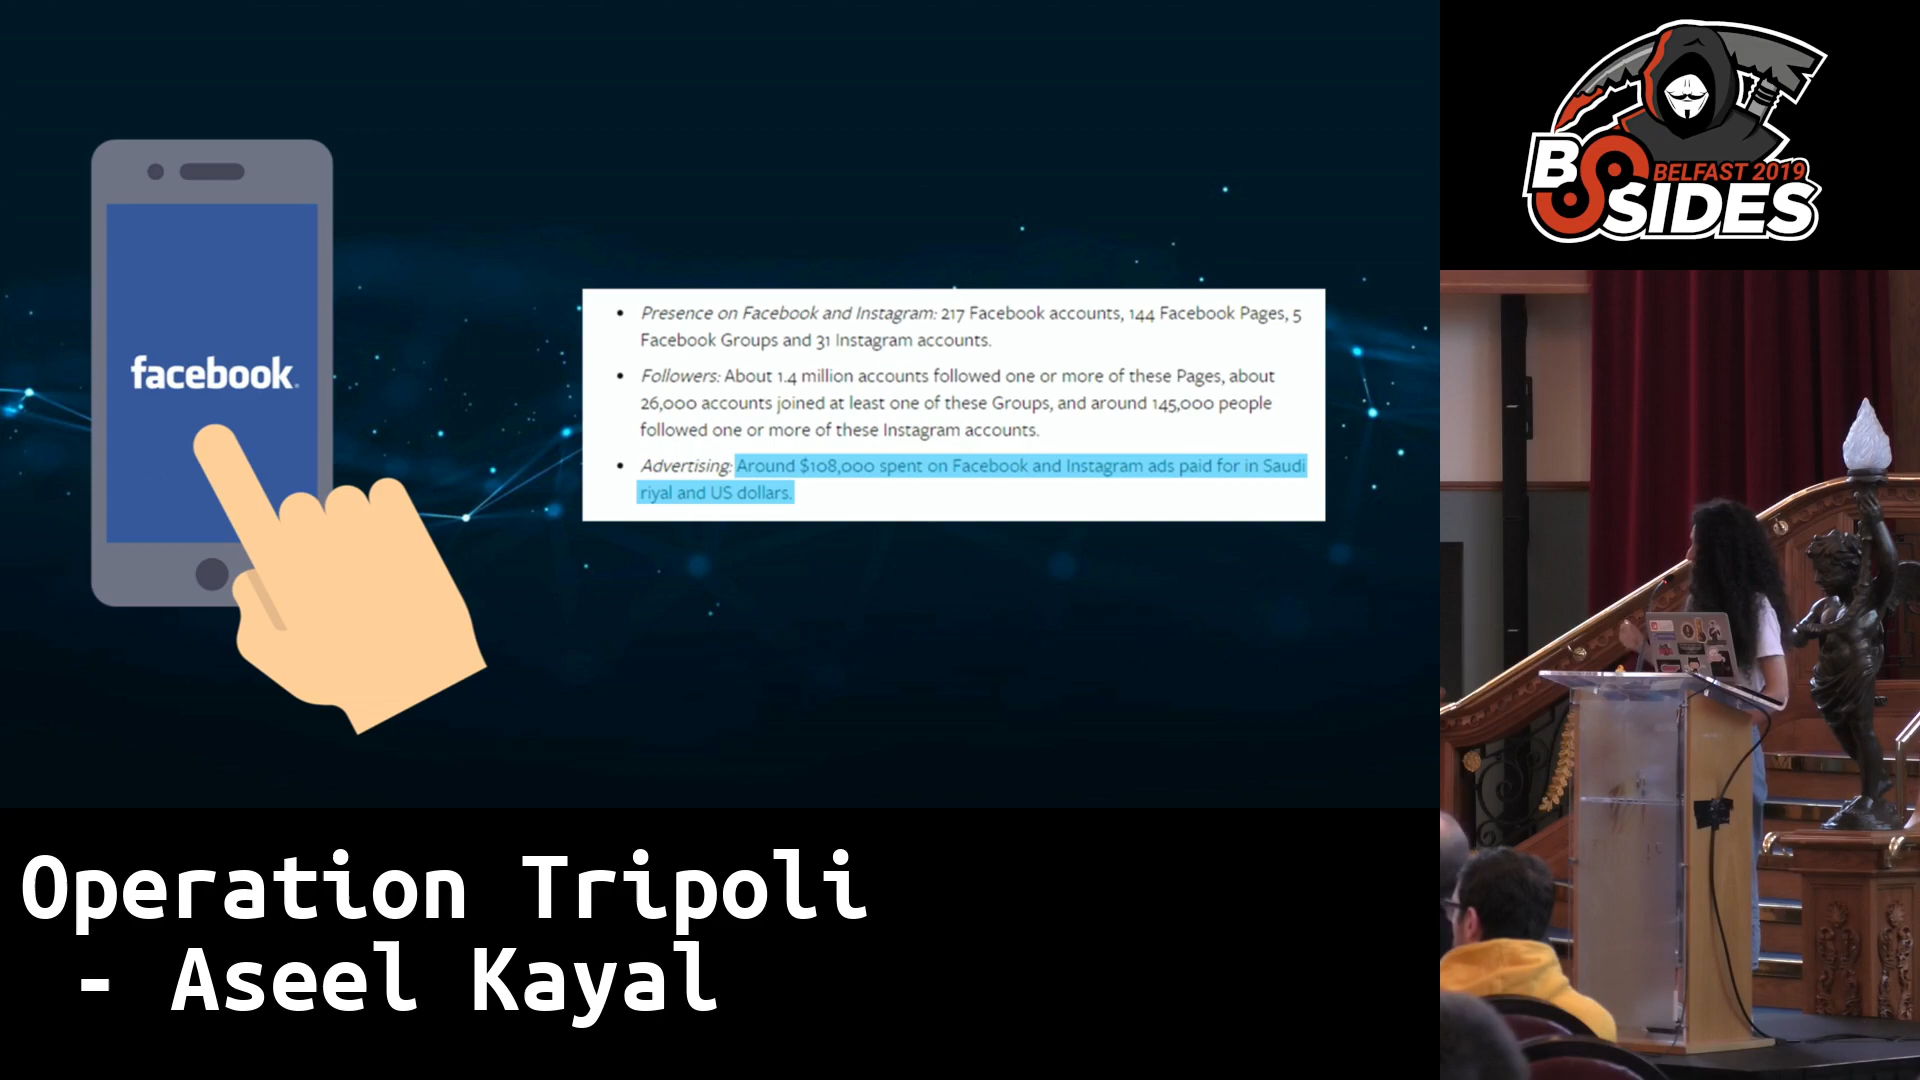 facebook.
• Presence on Facebook and Instagram: 217 Facebook accounts, 144 Facebook Pages, 5
Facebook Groups and 31 Instagram accounts.
• Followers: About 1.4 million accounts followed one or more of these Pages, about
26,000 accounts joined at least one of these Groups, and around 145,000 people
followed one or more of these Instagram accounts.
• Advertising: Around $108,000 spent on Facebook and Instagram ads paid for in Saudi
riyal and US dollars.
BELFAST 2019
BSIDES
Operation Tripoli
- Aseel Kayal